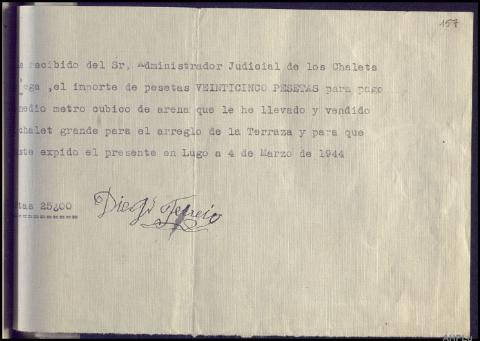 157
e recibido del Sr. Administrador Judicial de los Chalets
ega ,el importe de pesetas VEINTICINCO PESETAS para pago
medio metro cubico de arena que le he llevado y vendido
chalet grande para el arreglo de la Terraza y para que
ste expido el presente en Lugo a 4 de Marzo de 1944
tas 25,00